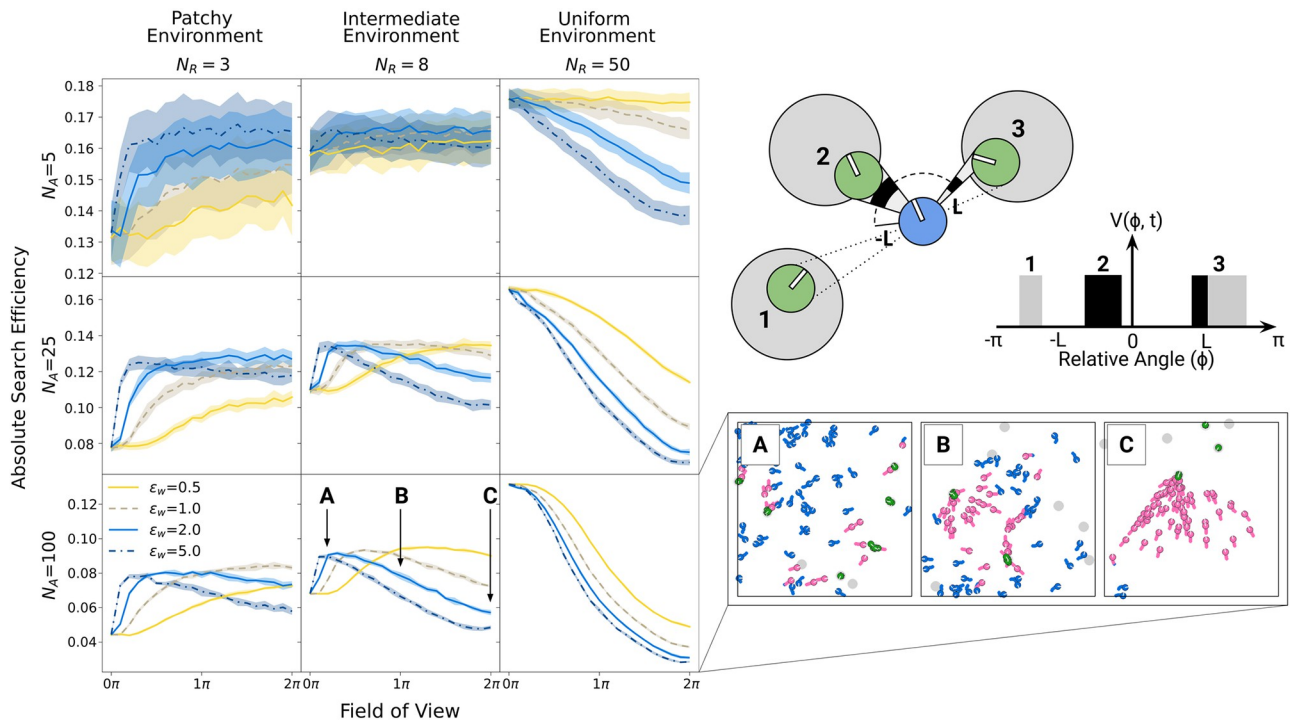 Patchy
Environment
N_R = 3
Intermediate
Environment
N_R = 8
Uniform
Environment
N_R = 50
Absolute Search Efficiency
N_A=5
0.18
0.17
0.16
0.15
0.14
0.13
0.12
N_A=25
0.16
0.14
0.12
0.10
0.08
N_A=100
0.12
0.10
0.08
0.06
0.04
ε_w=0.5
ε_w=1.0
ε_w=2.0
ε_w=5.0
A
B
C
0π 1π 2π
0π 1π 2π
0π 1π 2π
Field of View
2
3
1
L
-L
V(ϕ, t)
1 2 3
-π -L 0 L π
Relative Angle (ϕ)
A
B
C